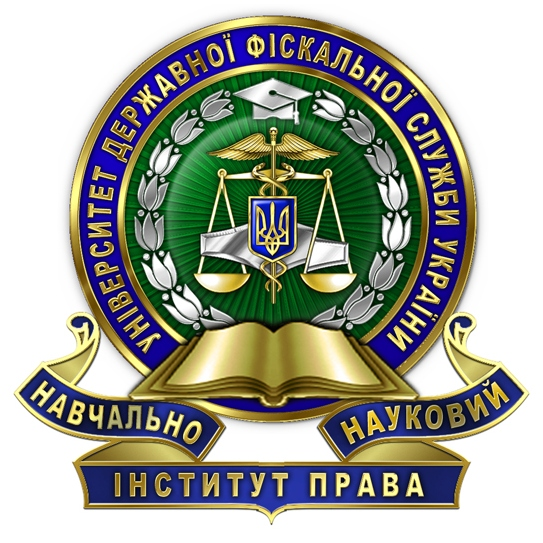 УНІВЕРСИТЕТ ДЕРЖАВНОЇ ФІСКАЛЬНОЇ СЛУЖБИ УКРАЇНИ
НАВЧАЛЬНО
НАУКОВИЙ
ІНСТИТУТ ПРАВА